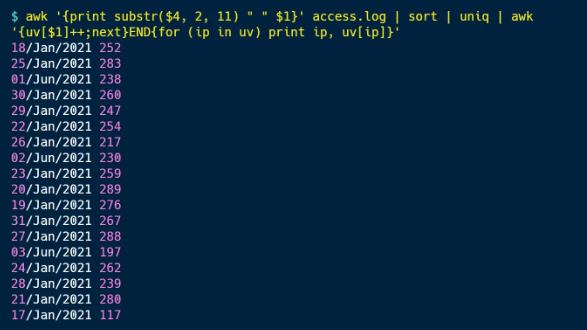 $ awk '{print substr($4, 2, 11) " " $1}' access.log | sort | uniq | awk
'{uv[$1]++;next}END{for (ip in uv) print ip, uv[ip]}'
18/Jan/2021 252
25/Jan/2021 283
01/Jun/2021 238
30/Jan/2021 260
29/Jan/2021 247
22/Jan/2021 254
26/Jan/2021 217
02/Jun/2021 230
23/Jan/2021 259
20/Jan/2021 289
19/Jan/2021 276
31/Jan/2021 267
27/Jan/2021 288
03/Jun/2021 197
24/Jan/2021 262
28/Jan/2021 239
21/Jan/2021 280
17/Jan/2021 117